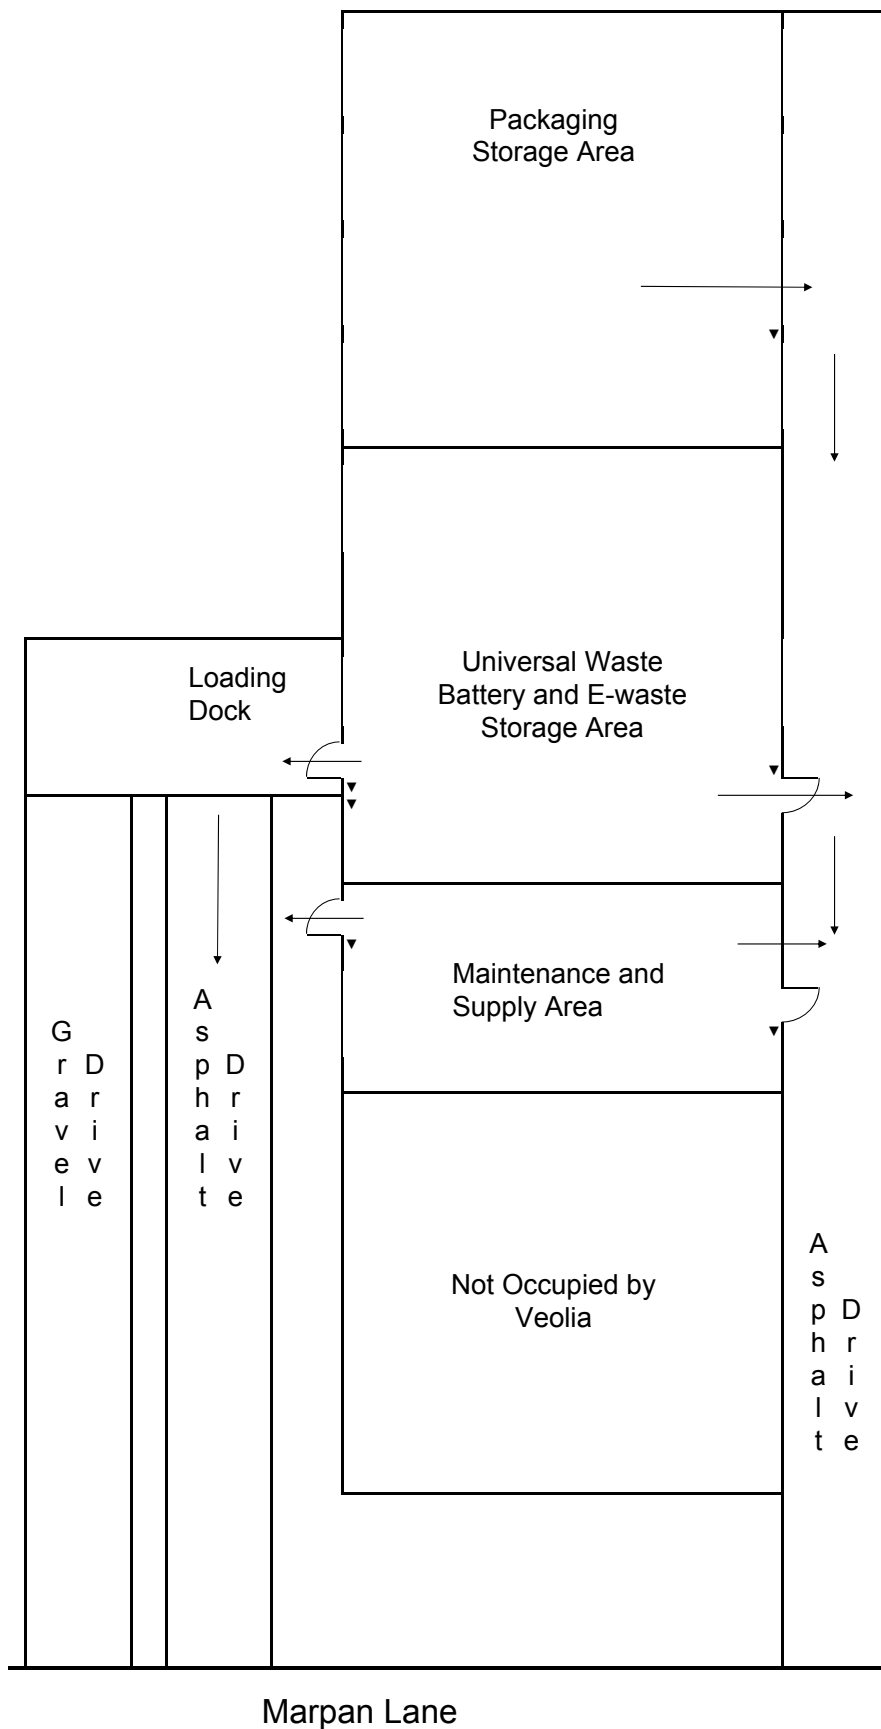 Packaging
Storage Area
Universal Waste
Battery and E-waste
Storage Area
Loading
Dock
Maintenance and
Supply Area
Gravel
Drive
Asphalt
Drive
Not Occupied by
Veolia
Asphalt
Drive
Marpan Lane